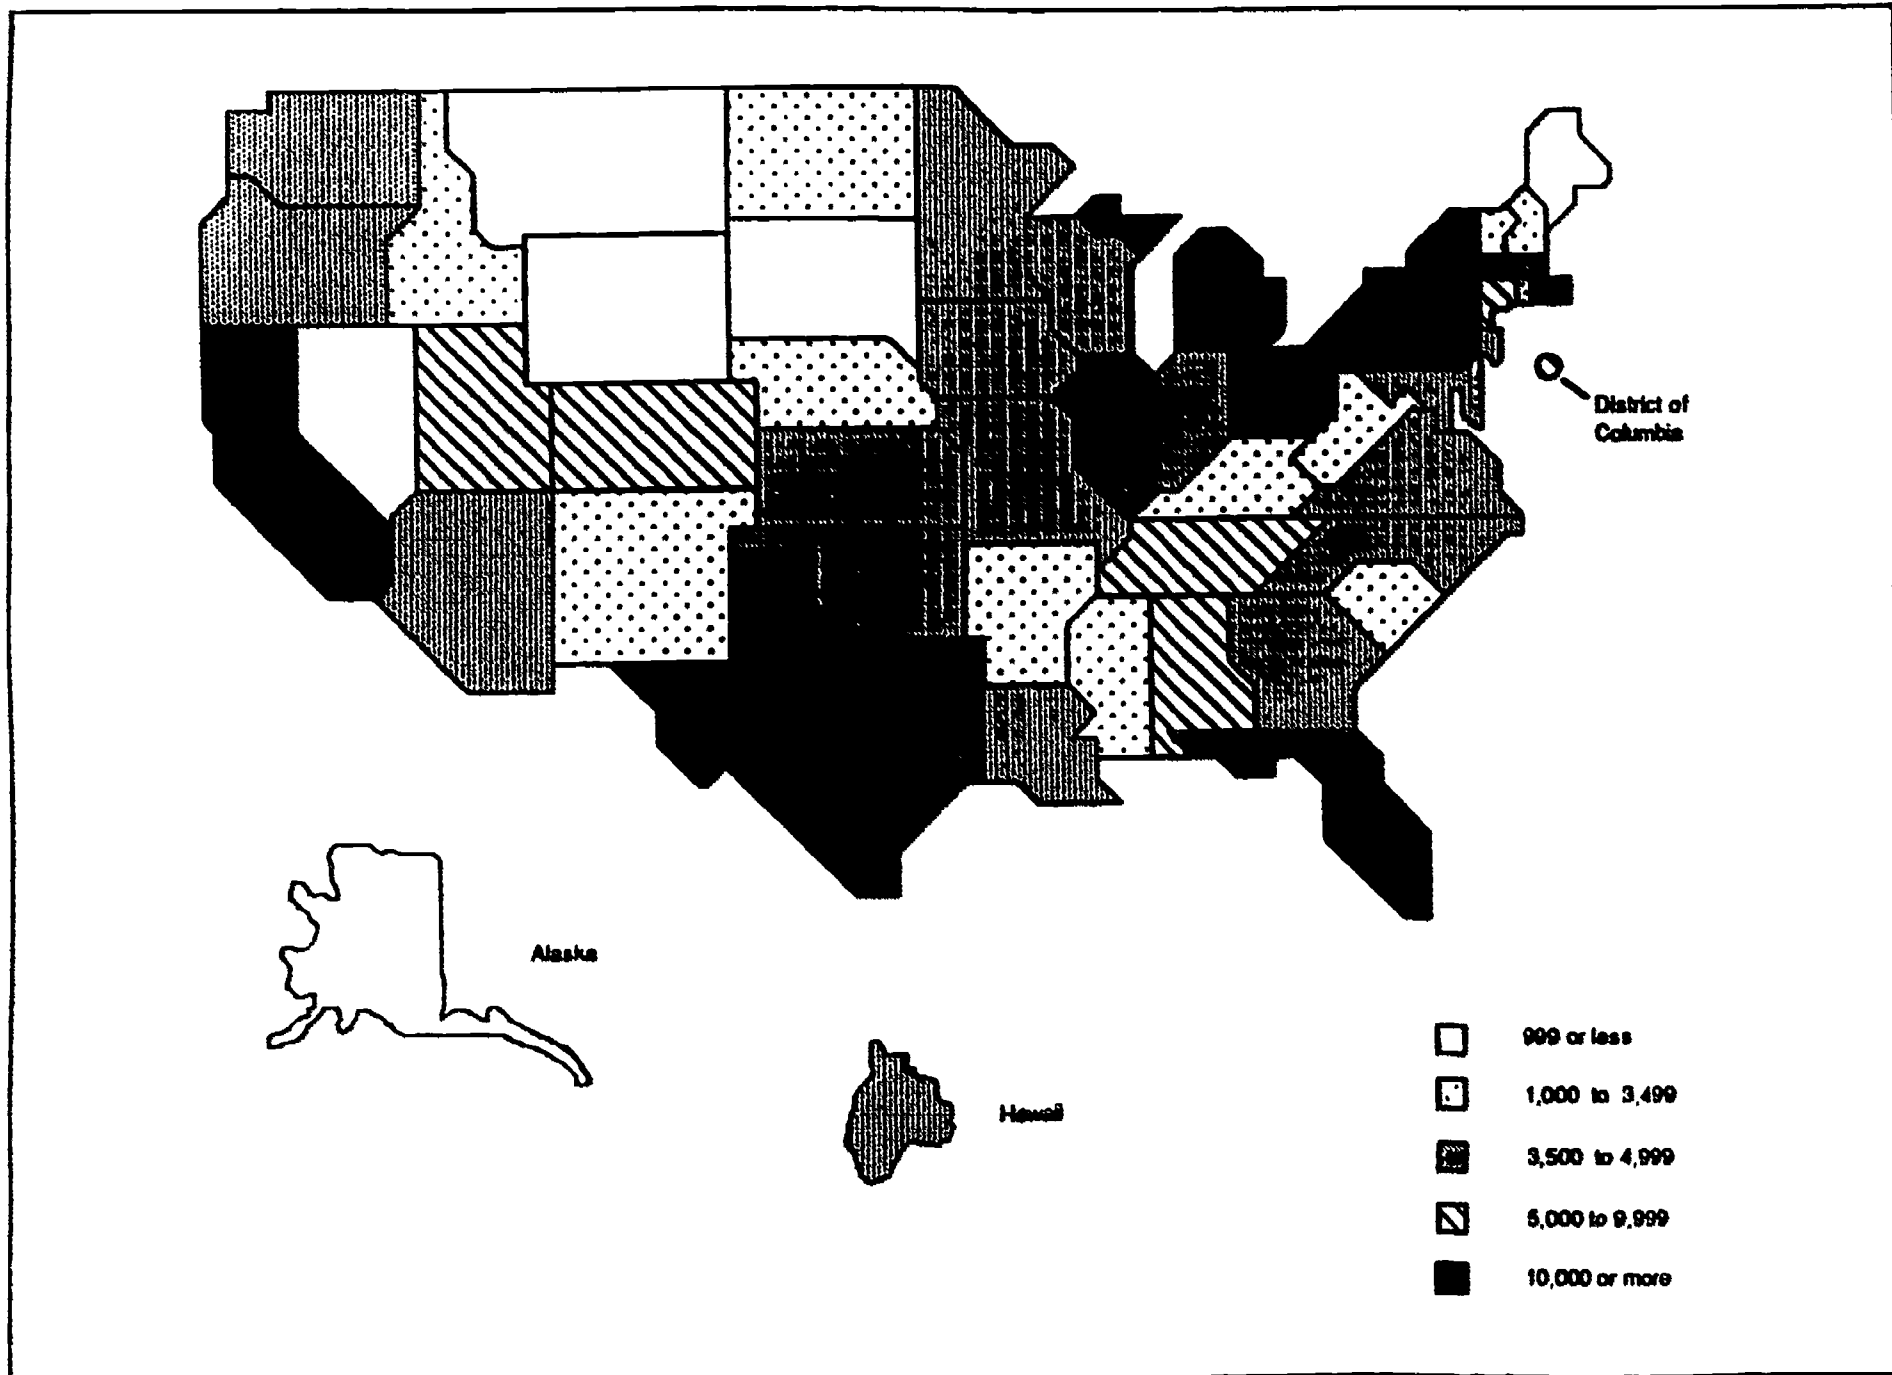 District of
Columbia
Alaska
Hawaii
999 or less
1,000 to 3,499
3,500 to 4,999
5,000 to 9,999
10,000 or more